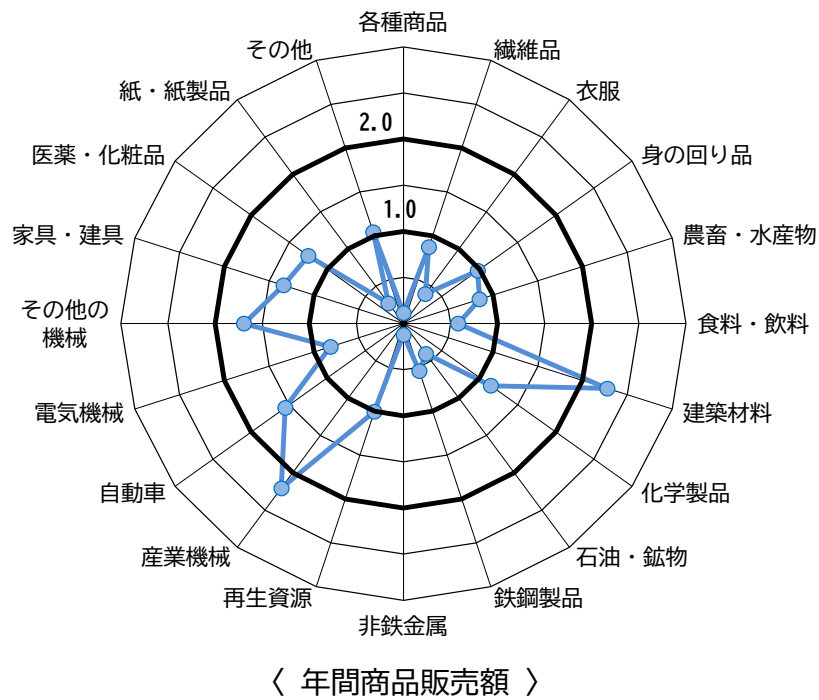 各種商品
その他
繊維品
紙・紙製品
衣服
2.0
医薬・化粧品
身の回り品
1.0
家具・建具
農畜・水産物
その他の
機械
食料・飲料
電気機械
建築材料
自動車
化学製品
産業機械
石油・鉱物
再生資源
鉄鋼製品
非鉄金属
〈 年間商品販売額 〉